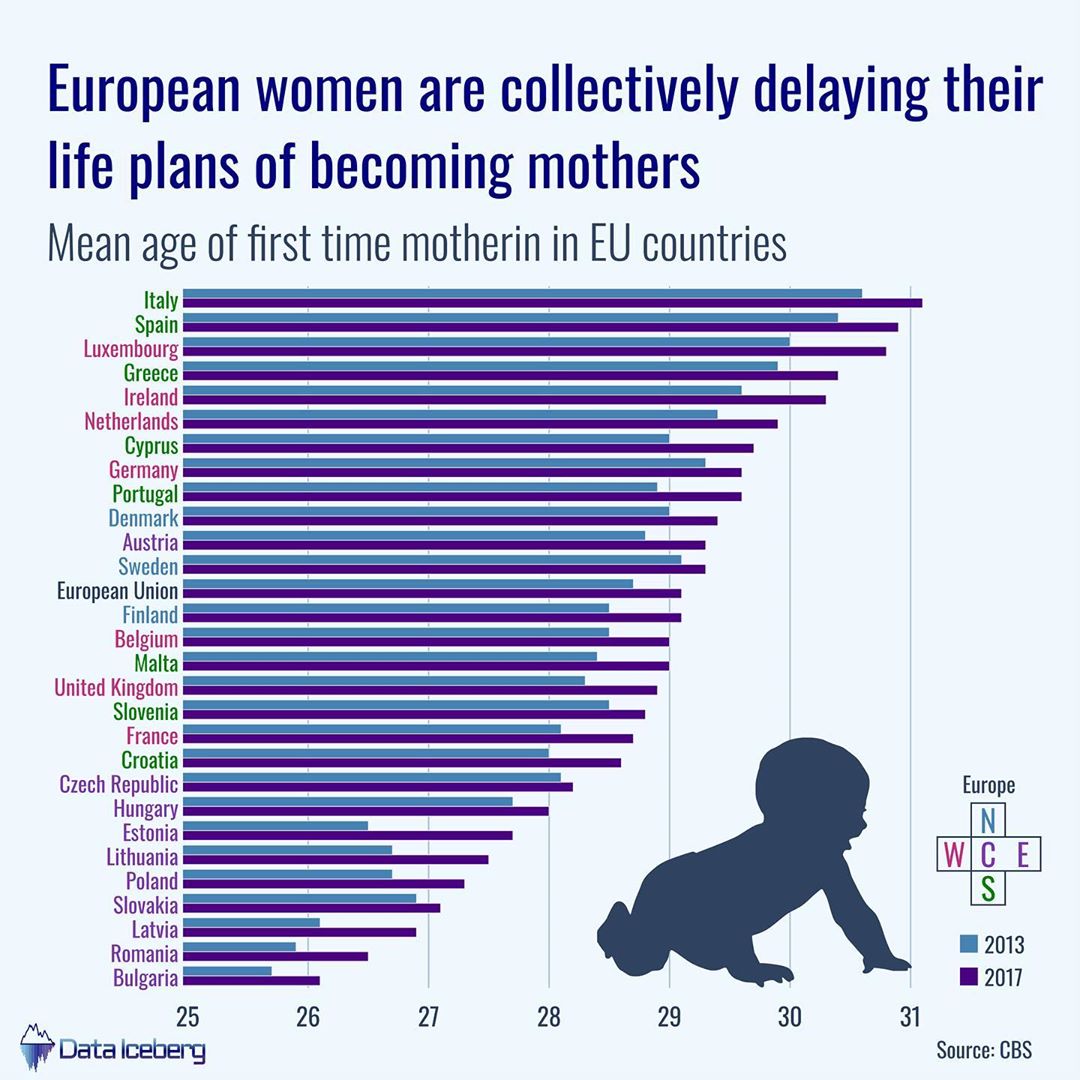 European women are collectively delaying their
life plans of becoming mothers
Mean age of first time motherin in EU countries
Italy
Spain
Luxembourg
Greece
Ireland
Netherlands
Cyprus
Germany
Portugal
Denmark
Austria
Sweden
European Union
Finland
Belgium
Malta
United Kingdom
Slovenia
France
Croatia
Czech Republic
Hungary
Estonia
Lithuania
Poland
Slovakia
Latvia
Romania
Bulgaria
25 26 27 28 29 30 31
Europe
N
W C E
S
2013
2017
Data Iceberg
Source: CBS